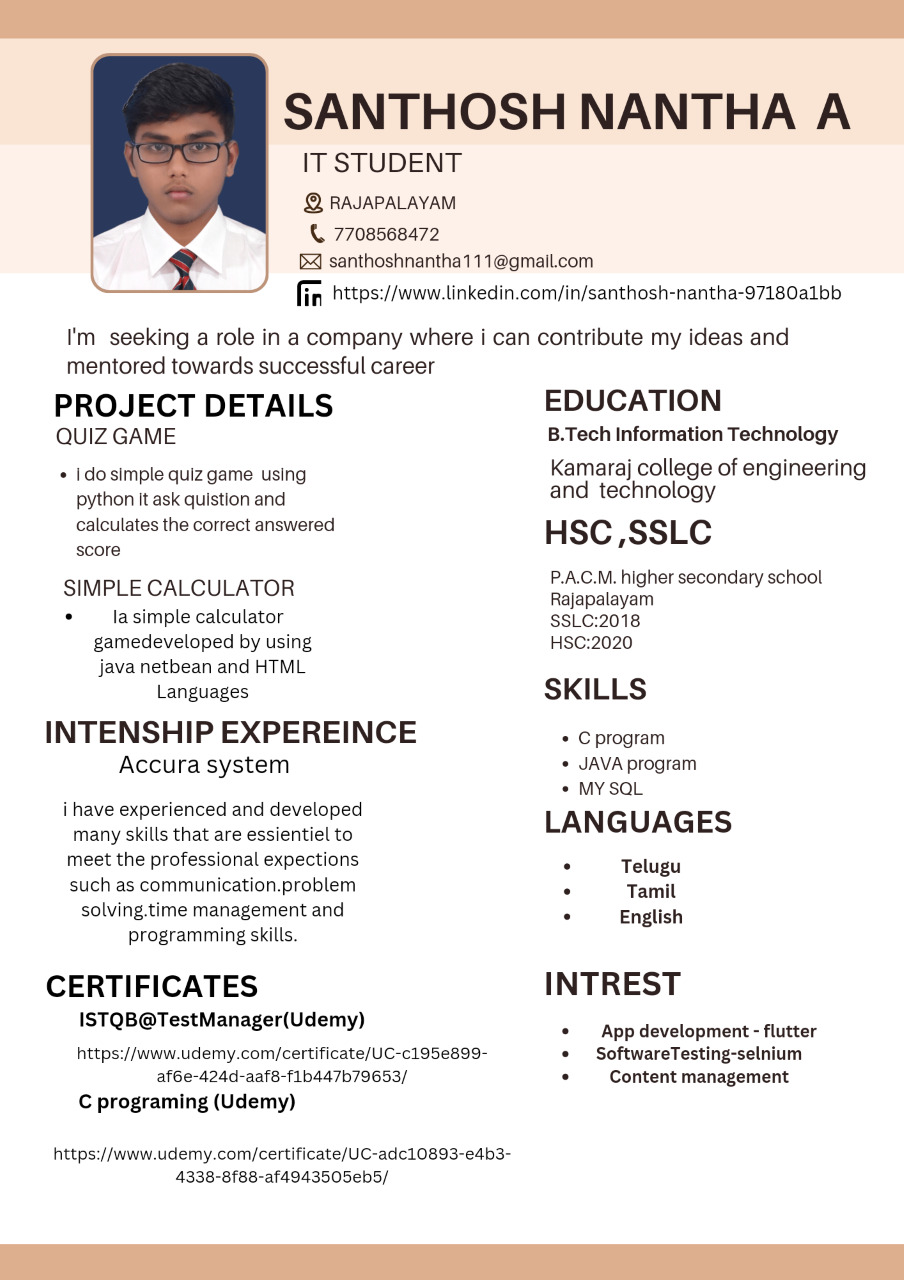 SANTHOSH NANTHA A
IT STUDENT
RAJAPALAYAM
7708568472
santhoshnantha111@gmail.com
https://www.linkedin.com/in/santhosh-nantha-97180a1bb
I'm seeking a role in a company where i can contribute my ideas and
mentored towards successful career
PROJECT DETAILS
QUIZ GAME
• i do simple quiz game using
python it ask quistion and
calculates the correct answered
score
SIMPLE CALCULATOR
• Ia simple calculator
gamedeveloped by using
java netbean and HTML
Languages
INTENSHIP EXPEREINCE
Accura system
i have experienced and developed
many skills that are essientiel to
meet the professional expections
such as communication.problem
solving.time management and
programming skills.
CERTIFICATES
ISTQB@TestManager(Udemy)
https://www.udemy.com/certificate/UC-c195e899-
af6e-424d-aaf8-f1b447b79653/
C programing (Udemy)
https://www.udemy.com/certificate/UC-adc10893-e4b3-
4338-8f88-af4943505eb5/
EDUCATION
B.Tech Information Technology
Kamaraj college of engineering
and technology
HSC ,SSLC
P.A.C.M. higher secondary school
Rajapalayam
SSLC:2018
HSC:2020
SKILLS
• C program
• JAVA program
• MY SQL
LANGUAGES
• Telugu
• Tamil
• English
INTREST
• App development - flutter
• SoftwareTesting-selnium
• Content management